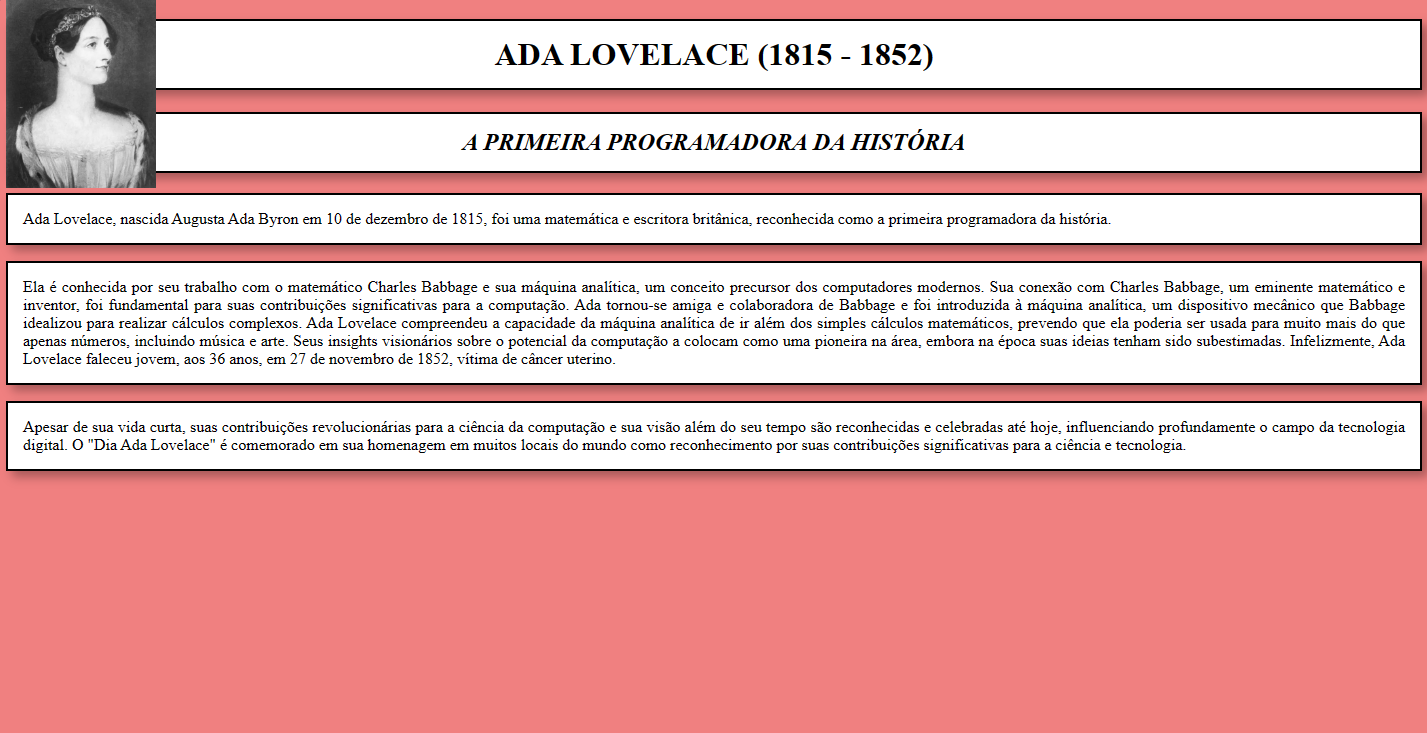 ADA LOVELACE (1815 - 1852)
A PRIMEIRA PROGRAMADORA DA HISTÓRIA
Ada Lovelace, nascida Augusta Ada Byron em 10 de dezembro de 1815, foi uma matemática e escritora britânica, reconhecida como a primeira programadora da história.
Ela é conhecida por seu trabalho com o matemático Charles Babbage e sua máquina analítica, um conceito precursor dos computadores modernos. Sua conexão com Charles Babbage, um eminente matemático e
inventor, foi fundamental para suas contribuições significativas para a computação. Ada tornou-se amiga e colaboradora de Babbage e foi introduzida à máquina analítica, um dispositivo mecânico que Babbage
idealizou para realizar cálculos complexos. Ada Lovelace compreendeu a capacidade da máquina analítica de ir além dos simples cálculos matemáticos, prevendo que ela poderia ser usada para muito mais do que
apenas números, incluindo música e arte. Seus insights visionários sobre o potencial da computação a colocam como uma pioneira na área, embora na época suas ideias tenham sido subestimadas. Infelizmente, Ada
Lovelace faleceu jovem, aos 36 anos, em 27 de novembro de 1852, vítima de câncer uterino.
Apesar de sua vida curta, suas contribuições revolucionárias para a ciência da computação e sua visão além do seu tempo são reconhecidas e celebradas até hoje, influenciando profundamente o campo da tecnologia
digital. O "Dia Ada Lovelace" é comemorado em sua homenagem em muitos locais do mundo como reconhecimento por suas contribuições significativas para a ciência e tecnologia.